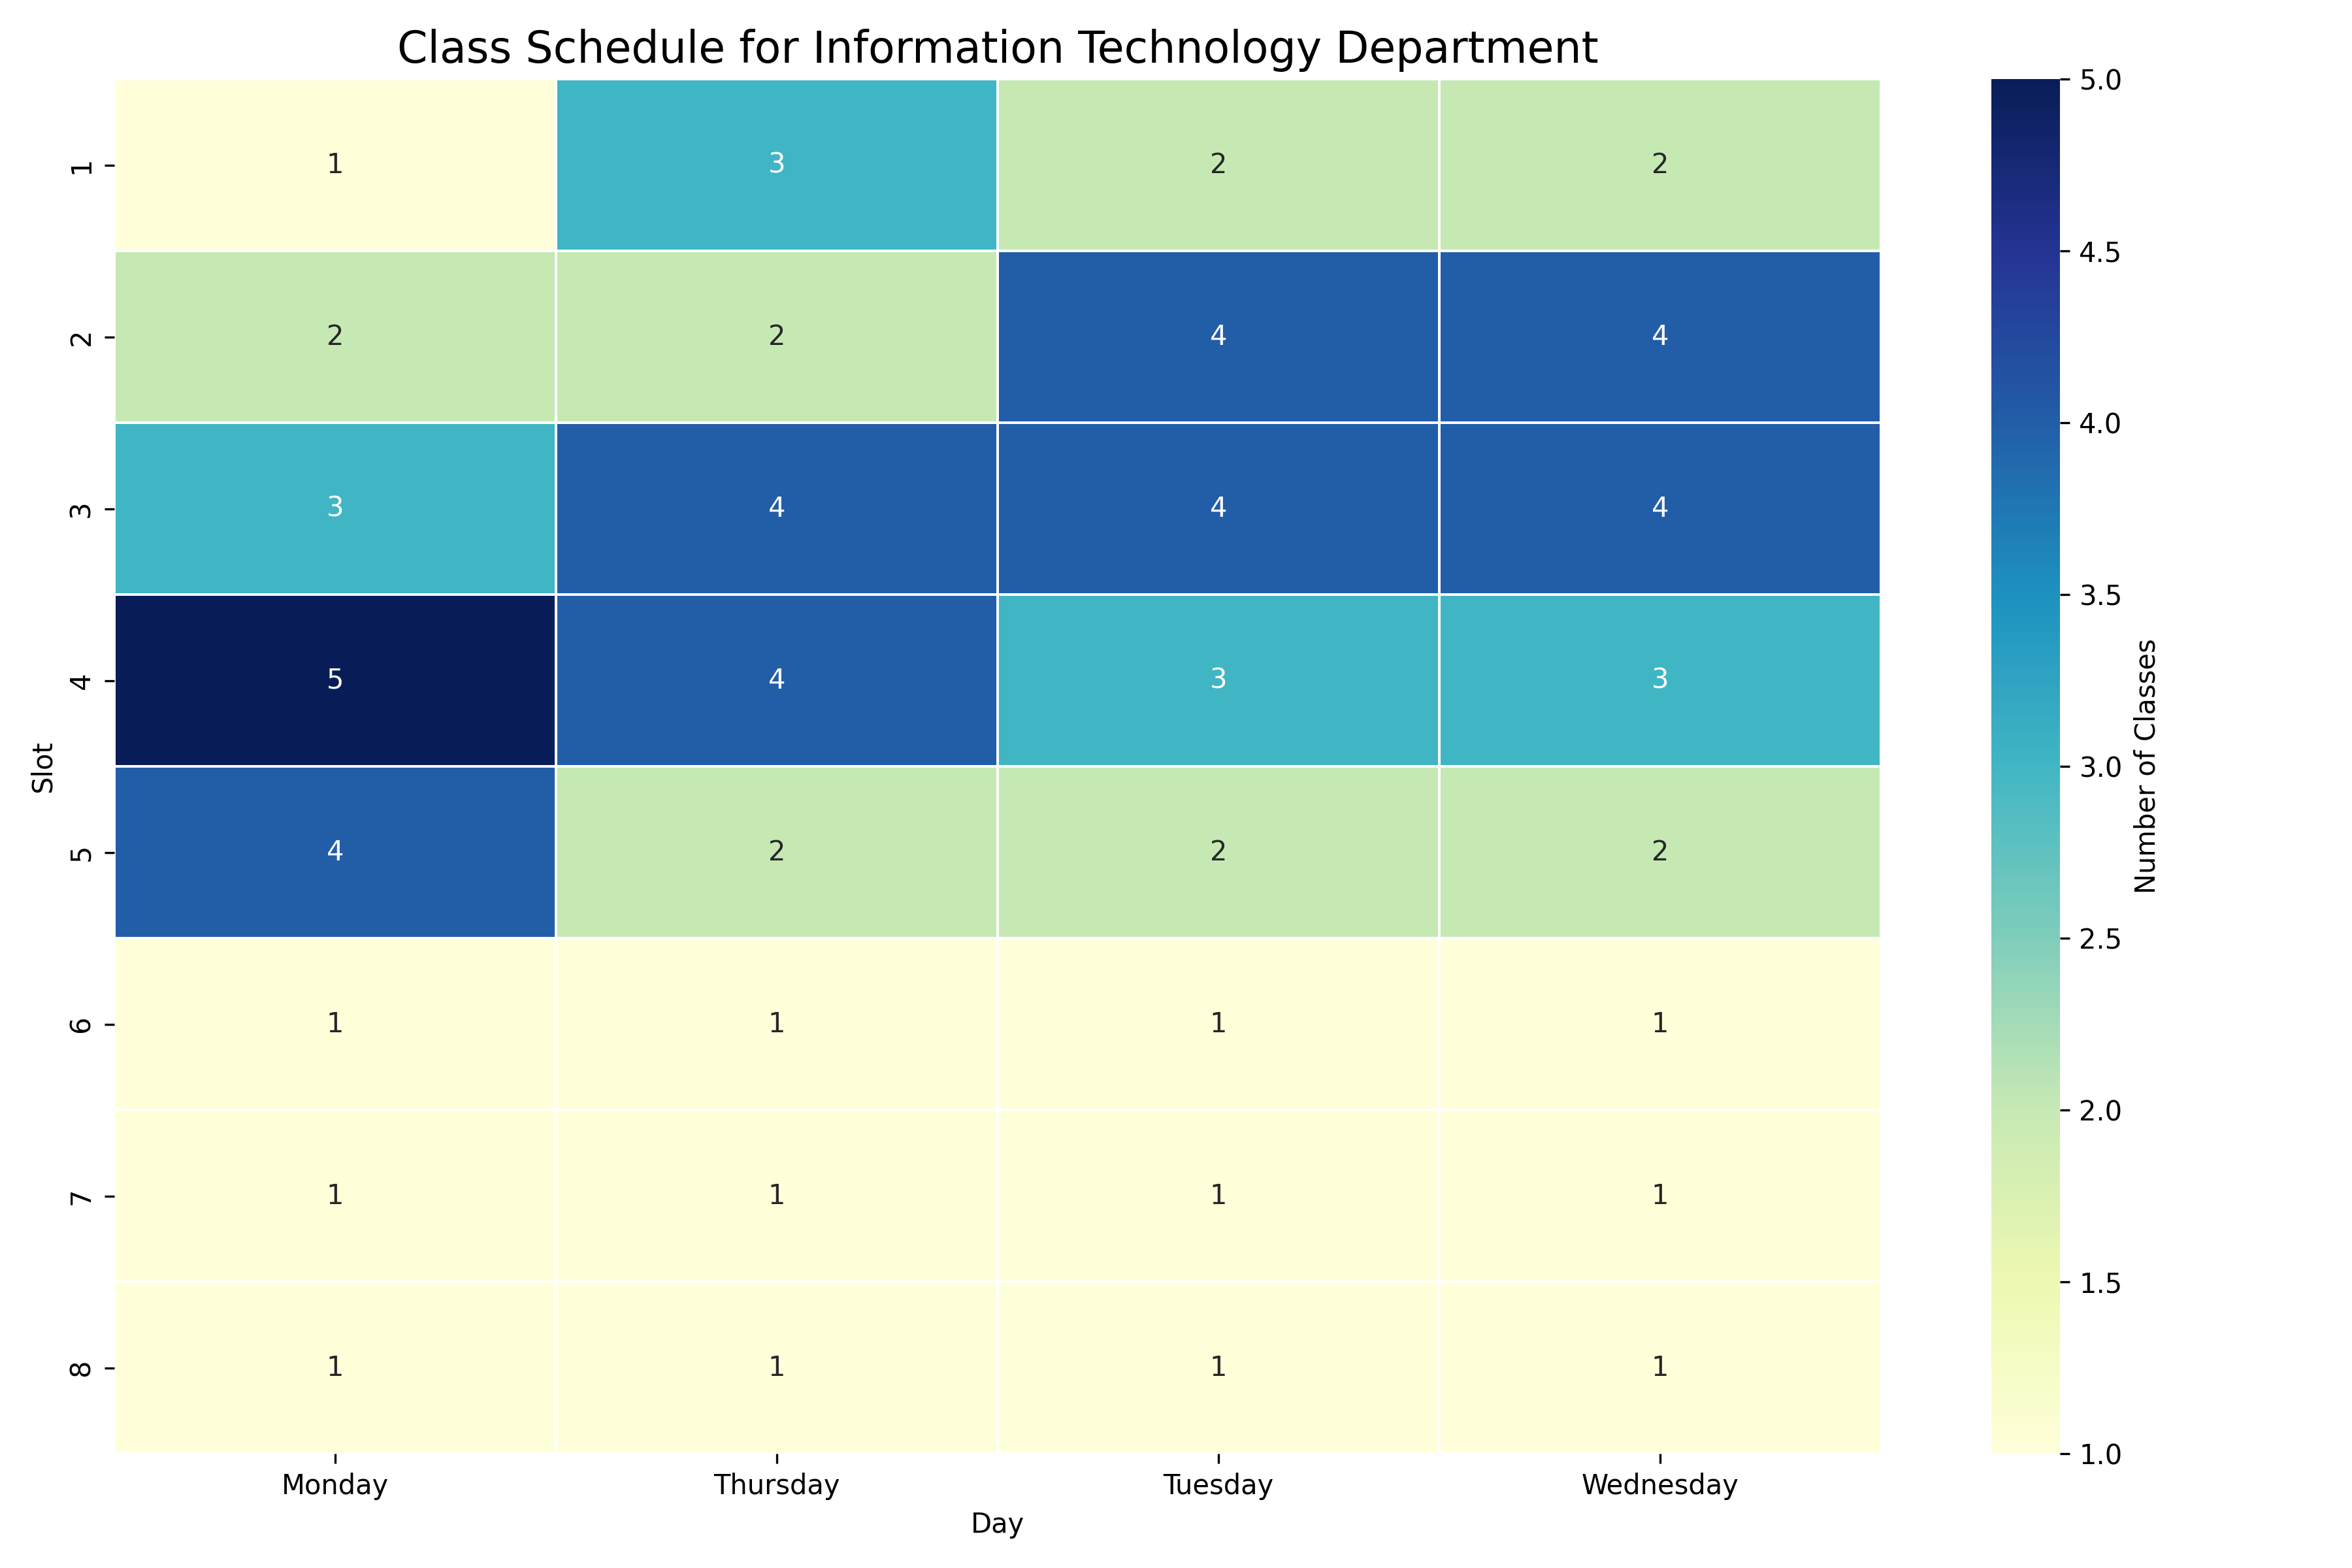 Class Schedule for Information Technology Department
1 1 3 2 2
2 2 2 4 4
3 3 4 4 4
4 5 4 3 3
5 4 2 2 2
6 1 1 1 1
7 1 1 1 1
8 1 1 1 1
Slot
Monday Thursday Tuesday Wednesday
Day
5.0
4.5
4.0
3.5
3.0
2.5
2.0
1.5
1.0
Number of Classes